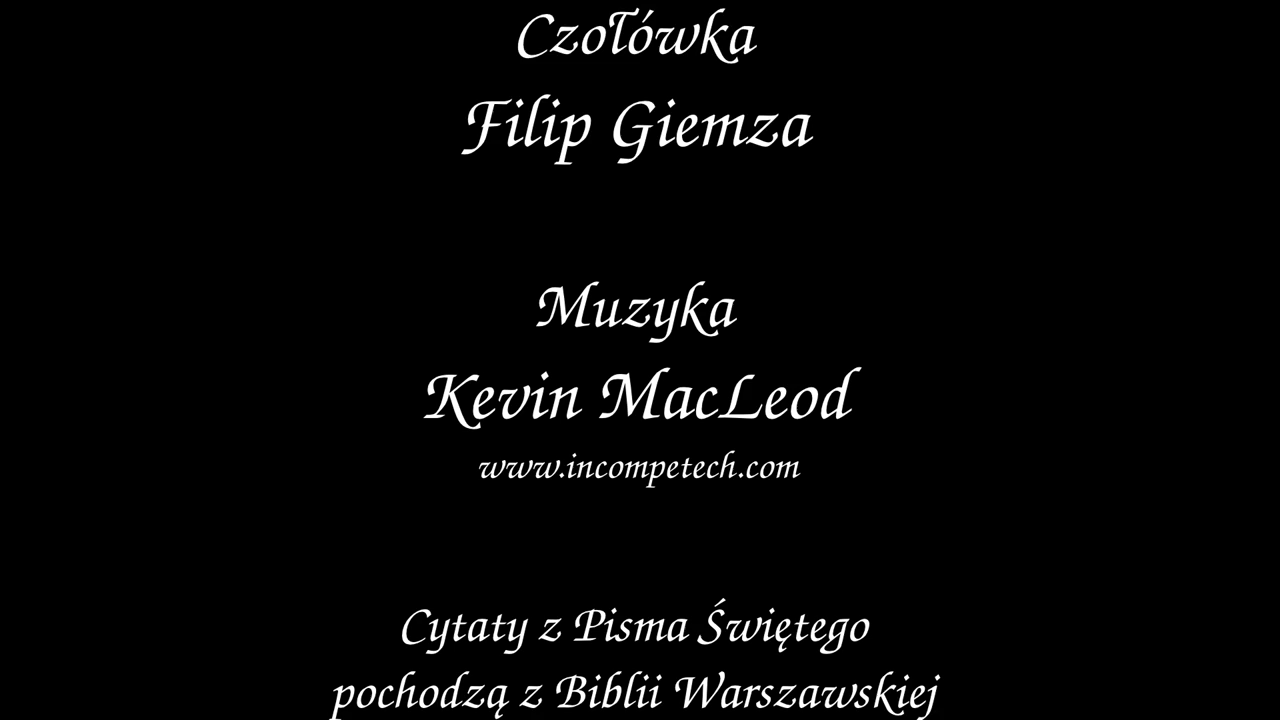 Czołówka
Filip Giemza
Muzyka
Kevin MacLeod
www.incompetech.com
Cytaty z Pisma Świętego
pochodzą z Biblii Warszawskiej